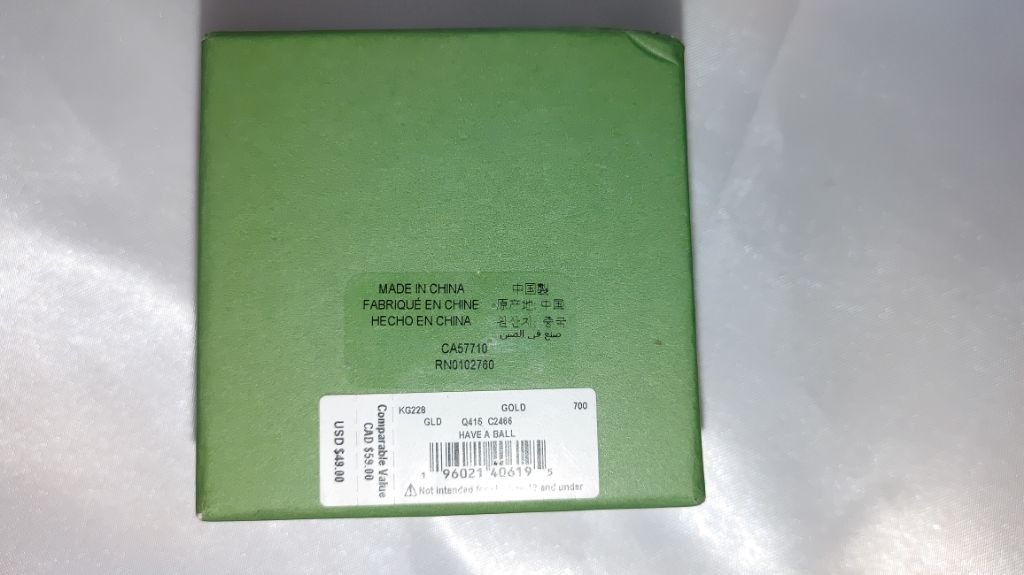 MADE IN CHINA 中国製
FABRIQUÉ EN CHINE 原产地: 中国
HECHO EN CHINA 원산지: 중국
صنع في الصين
CA57710
RN0102760
KG228 GOLD 700
GLD Q415 C2466
HAVE A BALL
1 96021 40619 5
⚠ Not intended 12 and under
Comparable Value
CAD $59.00
USD $49.00